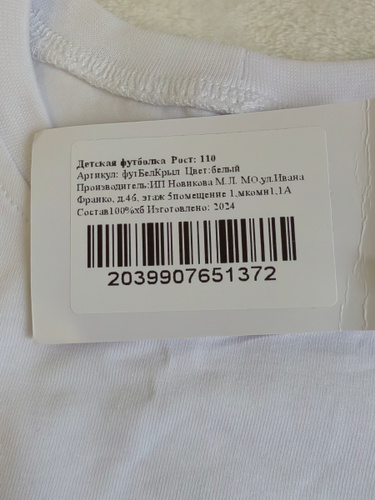 Детская футболка Рост: 110
Артикул: футБелКрыл Цвет:белый
Производитель:ИП Новикова М. Л. МО,ул.Ивана
Франко, д.46, этаж 5помещение 1,мкомн1,1А
Состав100%хб Изготовлено: 2024
2039907651372